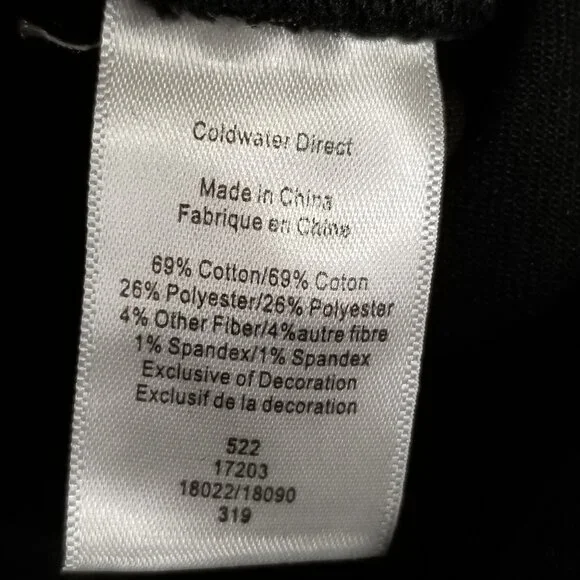 Coldwater Direct
Made in China
Fabrique en Chine
69% Cotton/69% Coton
26% Polyester/26% Polyester
4% Other Fiber/4%autre fibre
1% Spandex/1% Spandex
Exclusive of Decoration
Exclusif de la decoration
522
17203
18022/18090
319